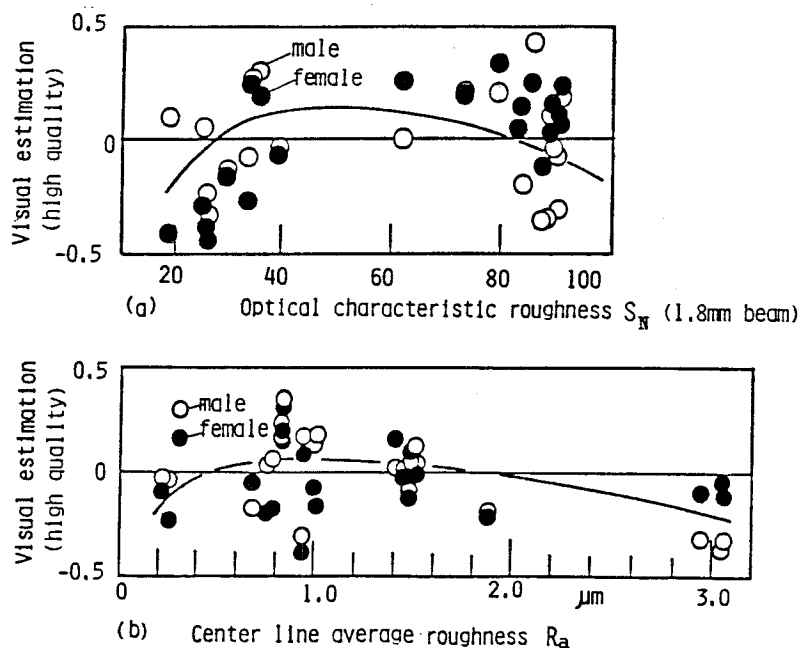 0.5
male
female
0
-0.5
Visual estimation
(high quality)
20 40 60 80 100
(a) Optical characteristic roughness S_N (1.8mm beam)
0.5
male
female
0
-0.5
Visual estimation
(high quality)
0 1.0 2.0 μm 3.0
(b) Center line average roughness Ra